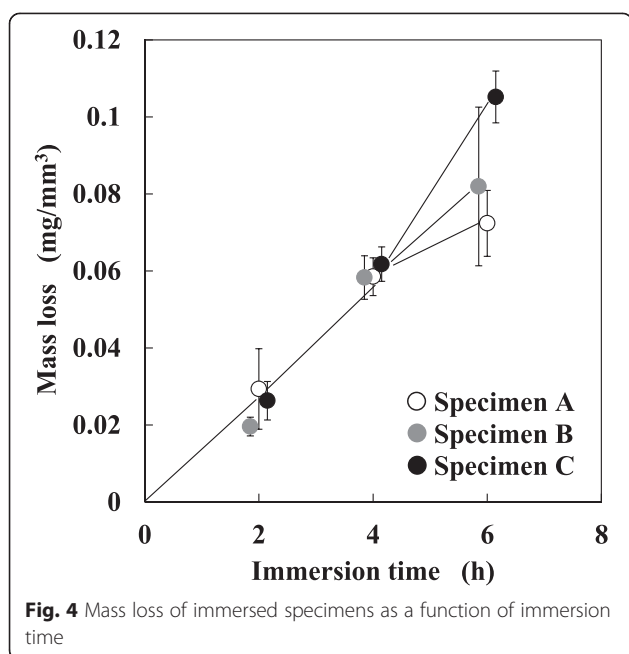 0.12
0.1
0.08
0.06
0.04
0.02
0
Mass loss (mg/mm³)
Specimen A
Specimen B
Specimen C
0 2 4 6 8
Immersion time (h)
Fig. 4 Mass loss of immersed specimens as a function of immersion
time